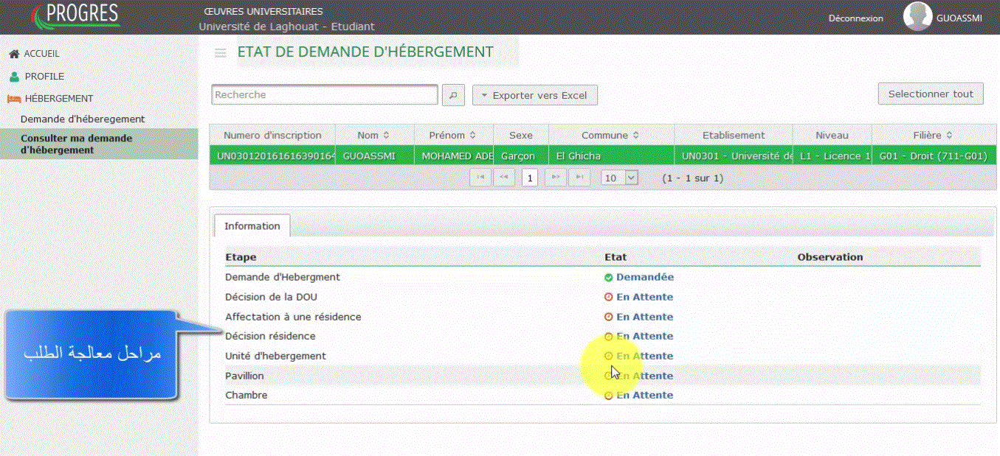 PROGRES
ŒUVRES UNIVERSITAIRES
Université de Laghouat - Etudiant
Déconnexion
GUOASSMI
ACCUEIL
PROFILE
HÉBERGEMENT
Demande d'héberegement
Consulter ma demande
d'hébergement
ETAT DE DEMANDE D'HÉBERGEMENT
Recherche
Exporter vers Excel
Selectionner tout
Numero d'inscription Nom Prénom Sexe Commune Etablisement Niveau Filière
UN03012016161639016 GUOASSMI MOHAMED ADE Garçon El Ghicha UN0301 - Université de L1 - Licence 1 G01 - Droit (711-G01)
1 10 (1 - 1 sur 1)
Information
Etape Etat Observation
Demande d'Hebergment Demandée
Décision de la DOU En Attente
Affectation à une résidence En Attente
Décision résidence En Attente
Unité d'hebergement En Attente
Pavillion En Attente
Chambre En Attente
مراحل معالجة الطلب